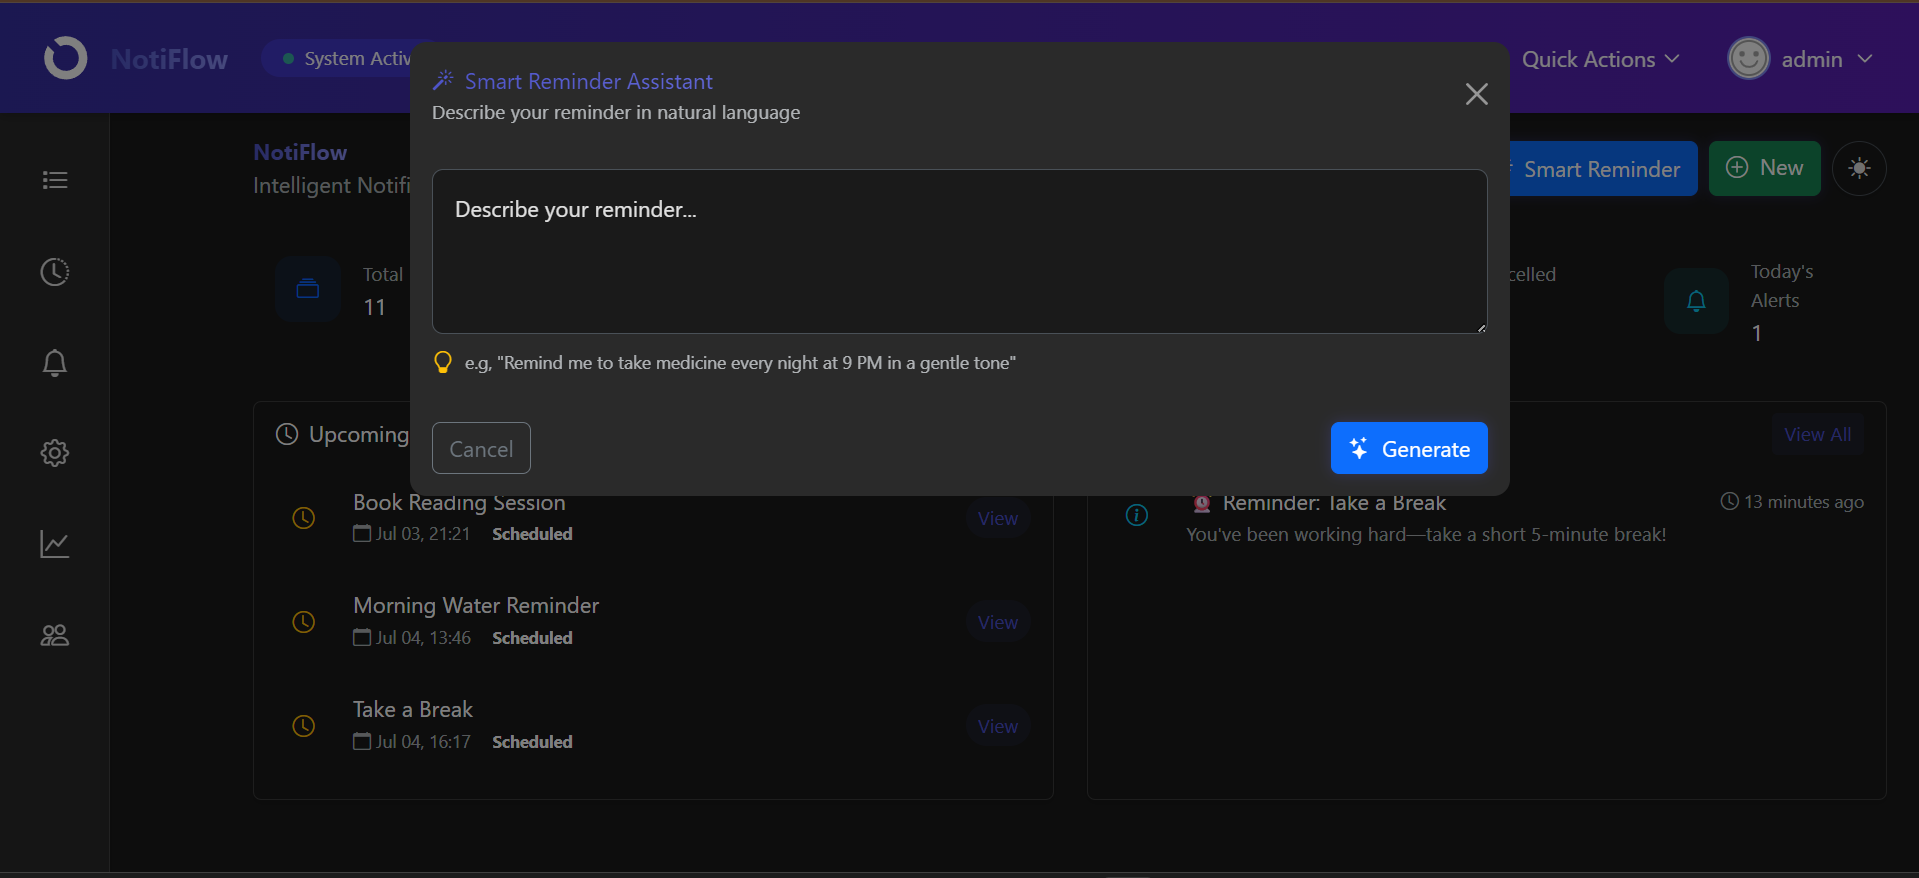 NotiFlow
System Activ
Quick Actions
admin
Smart Reminder Assistant
Describe your reminder in natural language
NotiFlow
Intelligent Notifi
Smart Reminder
New
Describe your reminder...
e.g, "Remind me to take medicine every night at 9 PM in a gentle tone"
Cancel
Generate
Total
11
celled
Today's
Alerts
1
Upcoming
Book Reading Session
Jul 03, 21:21 Scheduled
View
Morning Water Reminder
Jul 04, 13:46 Scheduled
View
Take a Break
Jul 04, 16:17 Scheduled
View
View All
Reminder: Take a Break
13 minutes ago
You've been working hard—take a short 5-minute break!